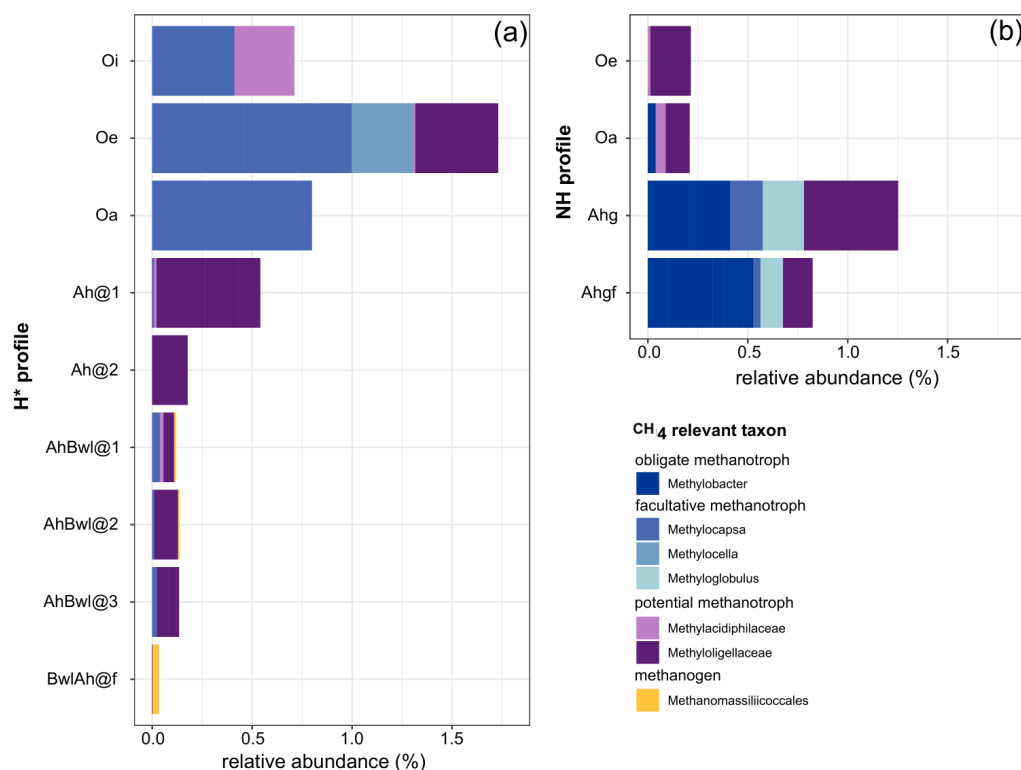 (a)
H* profile
Oi
Oe
Oa
Ah@1
Ah@2
AhBwl@1
AhBwl@2
AhBwl@3
BwlAh@f
0.0 0.5 1.0 1.5
relative abundance (%)
(b)
NH profile
Oe
Oa
Ahg
Ahgf
0.0 0.5 1.0 1.5
relative abundance (%)
CH4 relevant taxon
obligate methanotroph
Methylobacter
facultative methanotroph
Methylocapsa
Methylocella
Methyloglobulus
potential methanotroph
Methylacidiphilaceae
Methyloligellaceae
methanogen
Methanomassiliicoccales